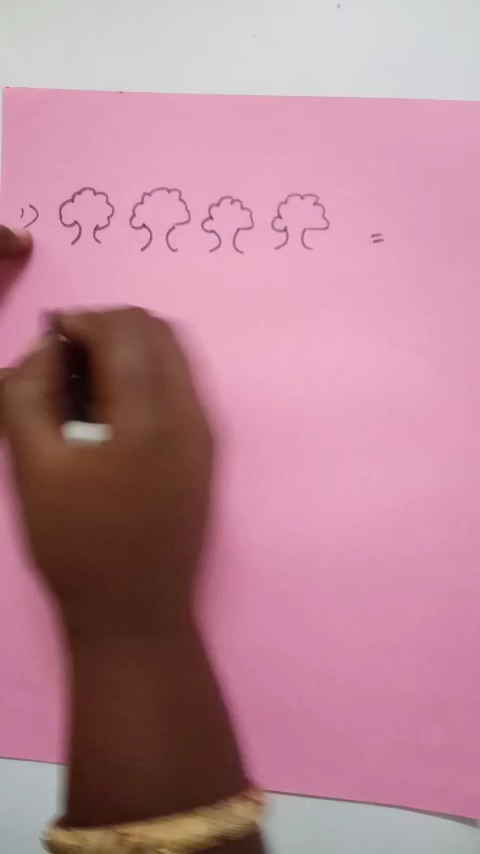 1) =